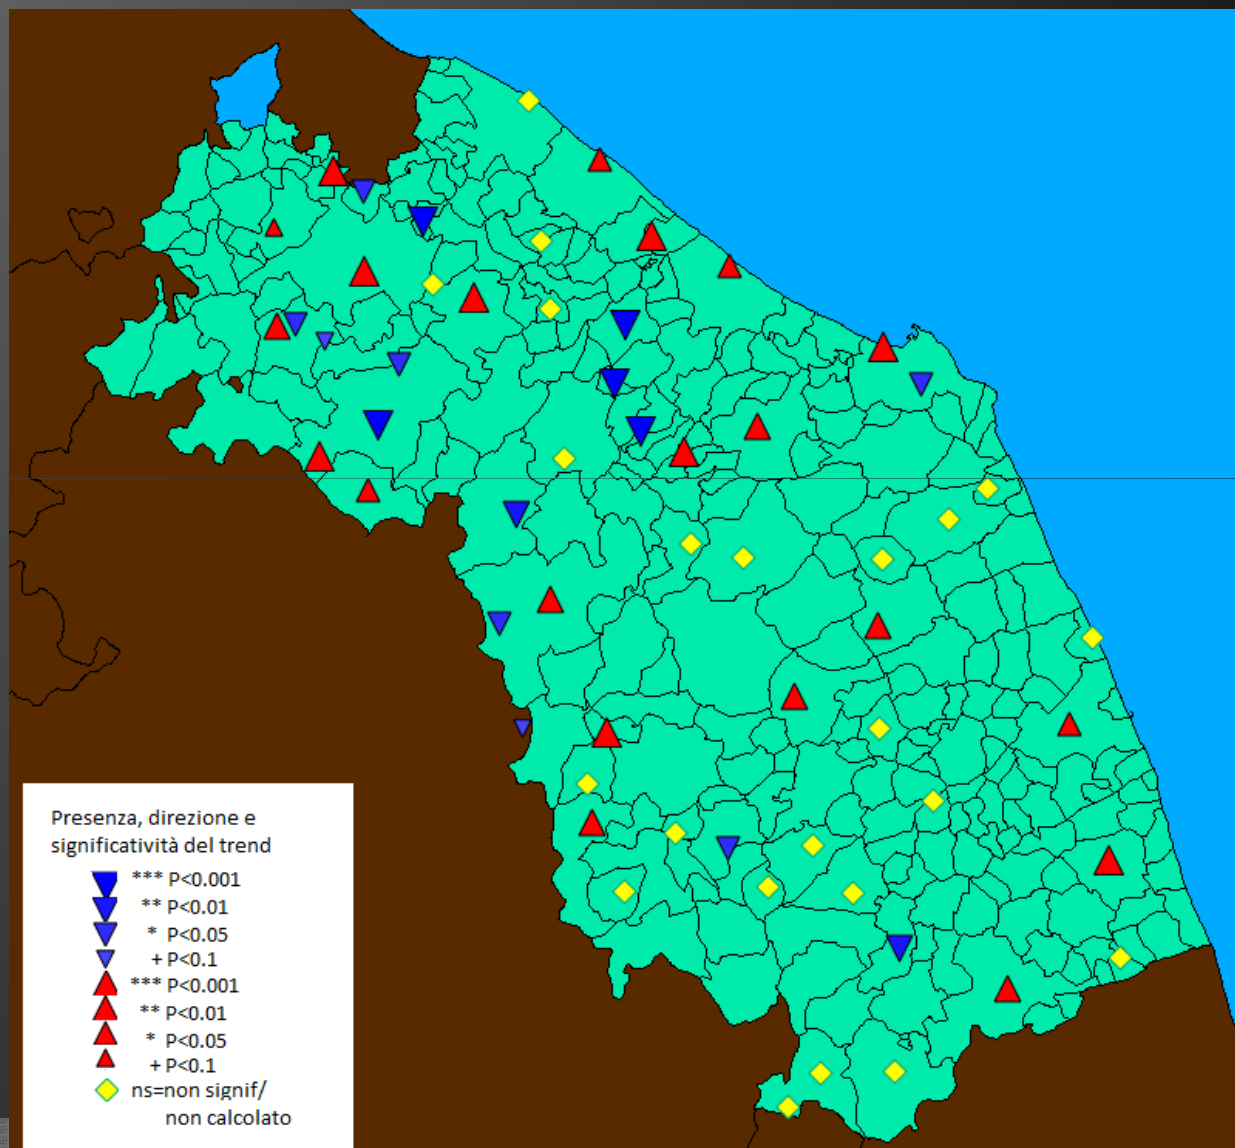 Presenza, direzione e
significatività del trend
*** P<0.001
** P<0.01
* P<0.05
+ P<0.1
*** P<0.001
** P<0.01
* P<0.05
+ P<0.1
ns=non signif/
non calcolato